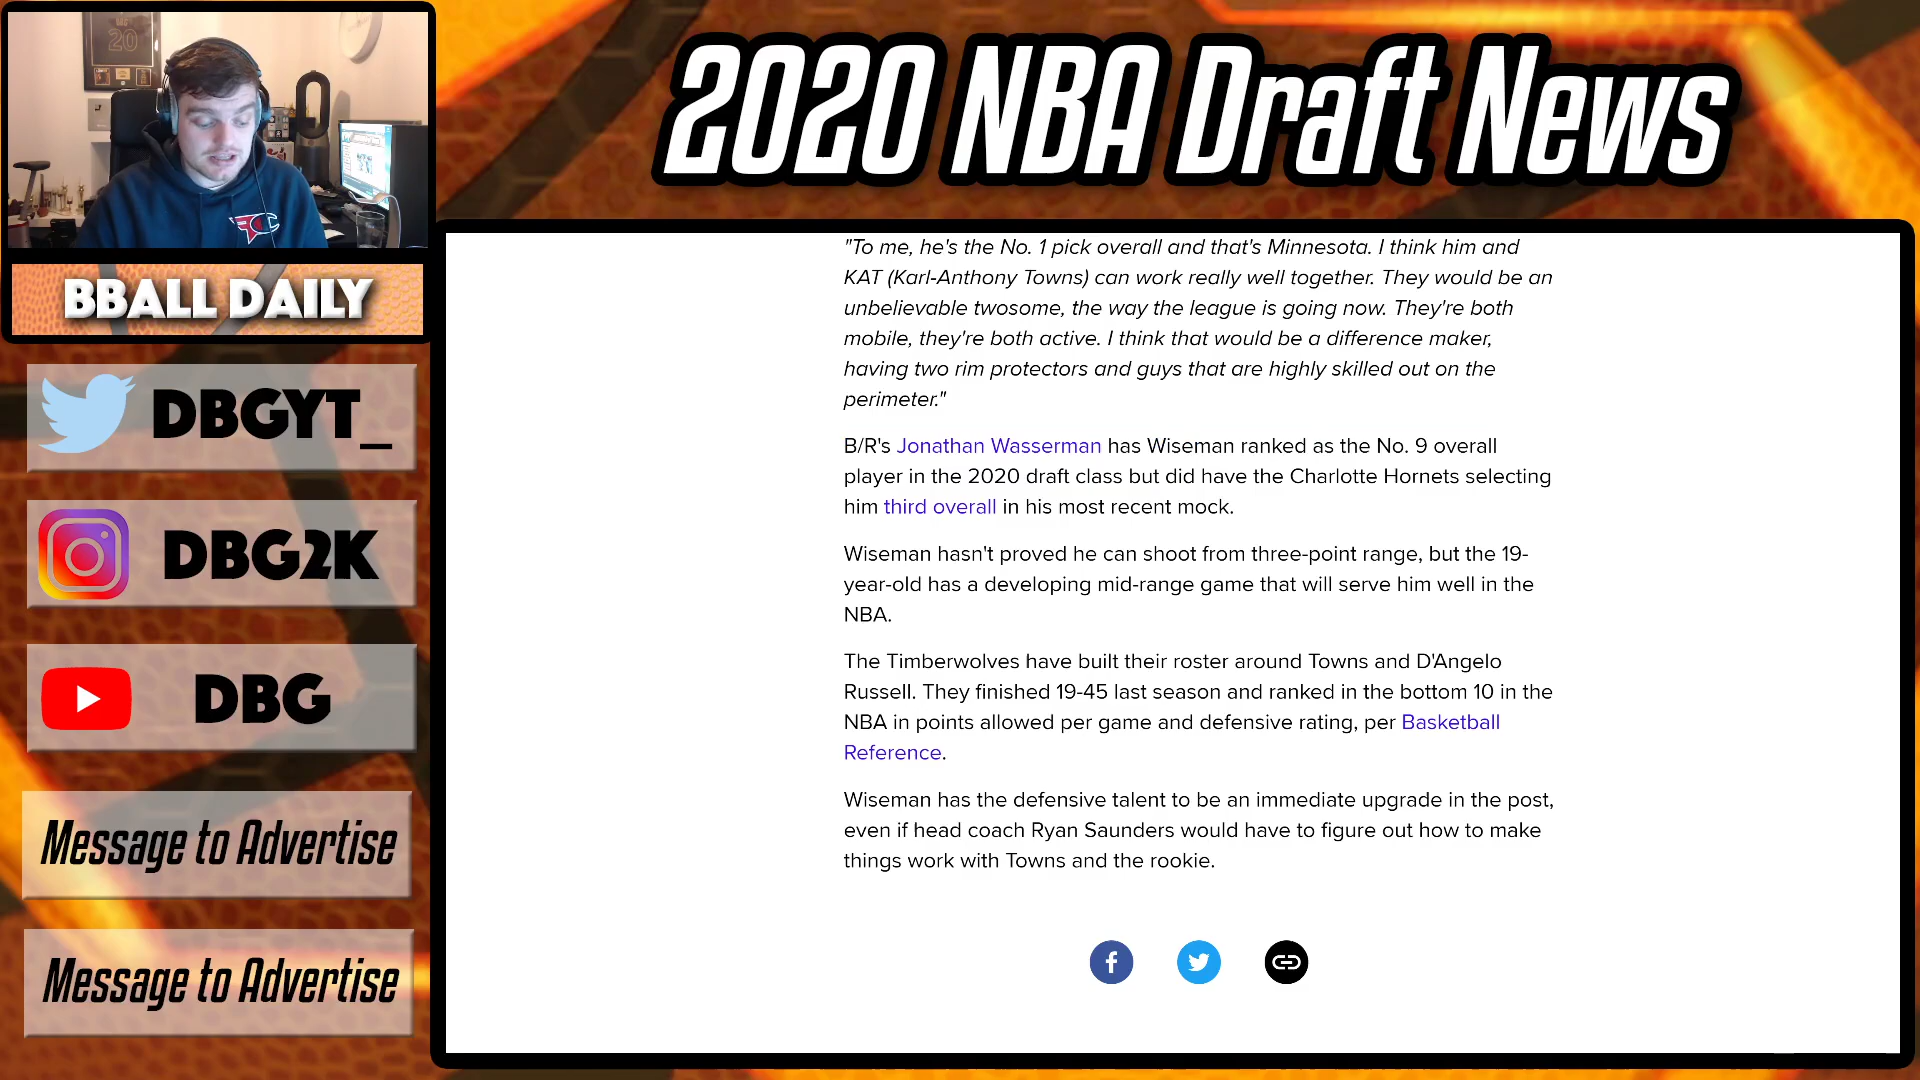 2020 NBA Draft News
20
BBALL DAILY
DBGYT_
DBG2K
DBG
Message to Advertise
Message to Advertise
"To me, he's the No. 1 pick overall and that's Minnesota. I think him and
KAT (Karl-Anthony Towns) can work really well together. They would be an
unbelievable twosome, the way the league is going now. They're both
mobile, they're both active. I think that would be a difference maker,
having two rim protectors and guys that are highly skilled out on the
perimeter."
B/R's Jonathan Wasserman has Wiseman ranked as the No. 9 overall
player in the 2020 draft class but did have the Charlotte Hornets selecting
him third overall in his most recent mock.
Wiseman hasn't proved he can shoot from three-point range, but the 19-
year-old has a developing mid-range game that will serve him well in the
NBA.
The Timberwolves have built their roster around Towns and D'Angelo
Russell. They finished 19-45 last season and ranked in the bottom 10 in the
NBA in points allowed per game and defensive rating, per Basketball
Reference.
Wiseman has the defensive talent to be an immediate upgrade in the post,
even if head coach Ryan Saunders would have to figure out how to make
things work with Towns and the rookie.